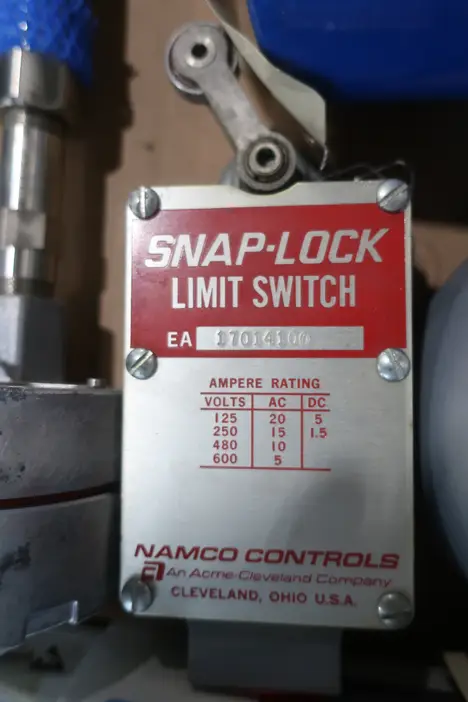 SNAP-LOCK
LIMIT SWITCH
EA 17014100
AMPERE RATING
VOLTS AC DC
125 20 5
250 15 1.5
480 10
600 5
NAMCO CONTROLS
An Acme-Cleveland Company
CLEVELAND, OHIO U.S.A.